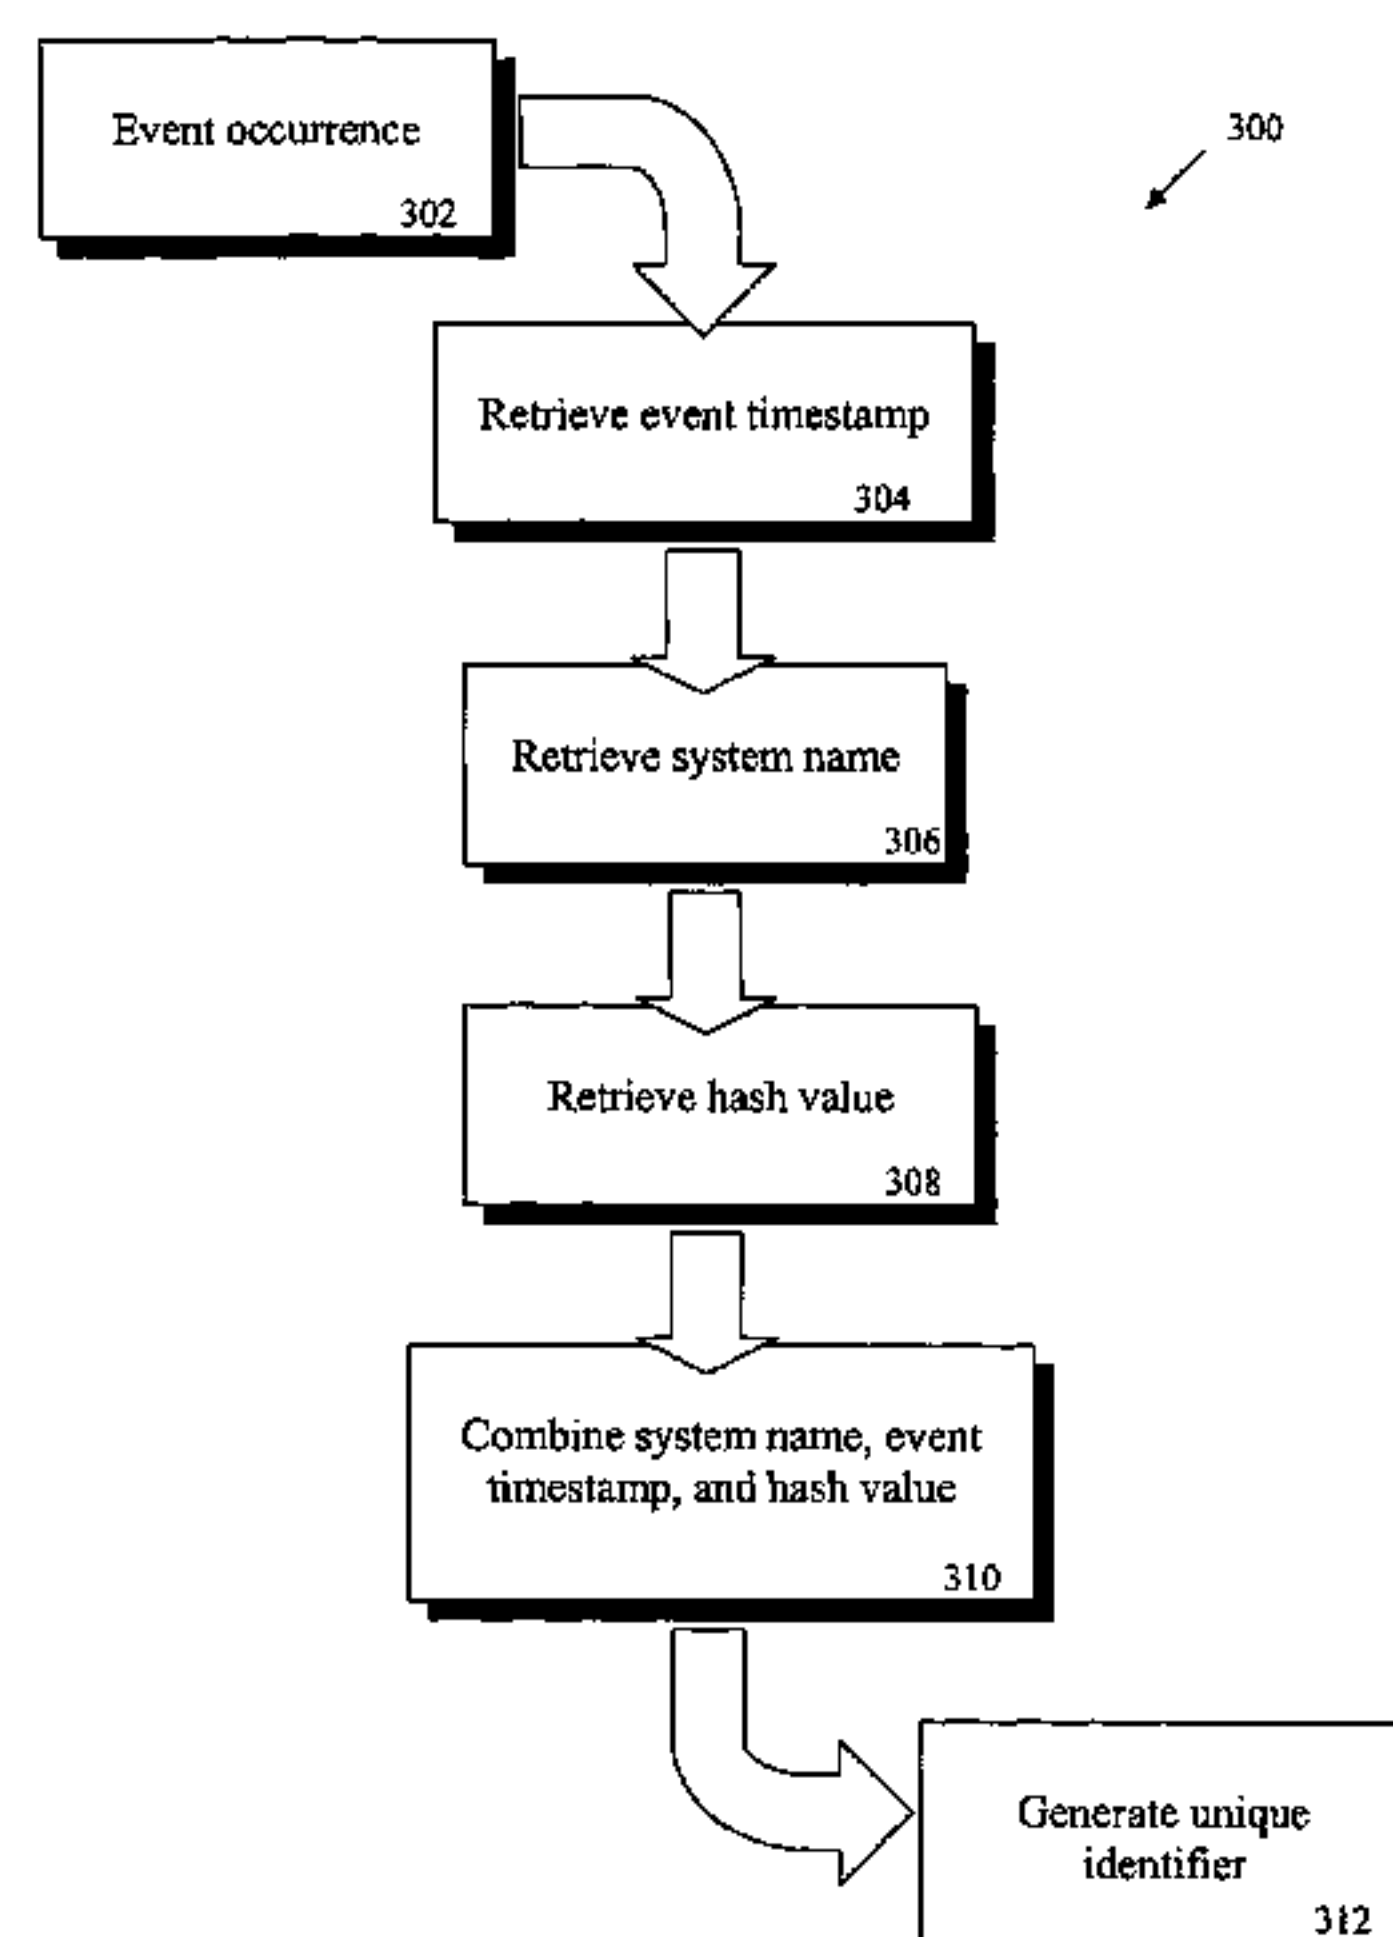 Event occurrence
302
300
Retrieve event timestamp
304
Retrieve system name
306
Retrieve hash value
308
Combine system name, event
timestamp, and hash value
310
Generate unique
identifier
312